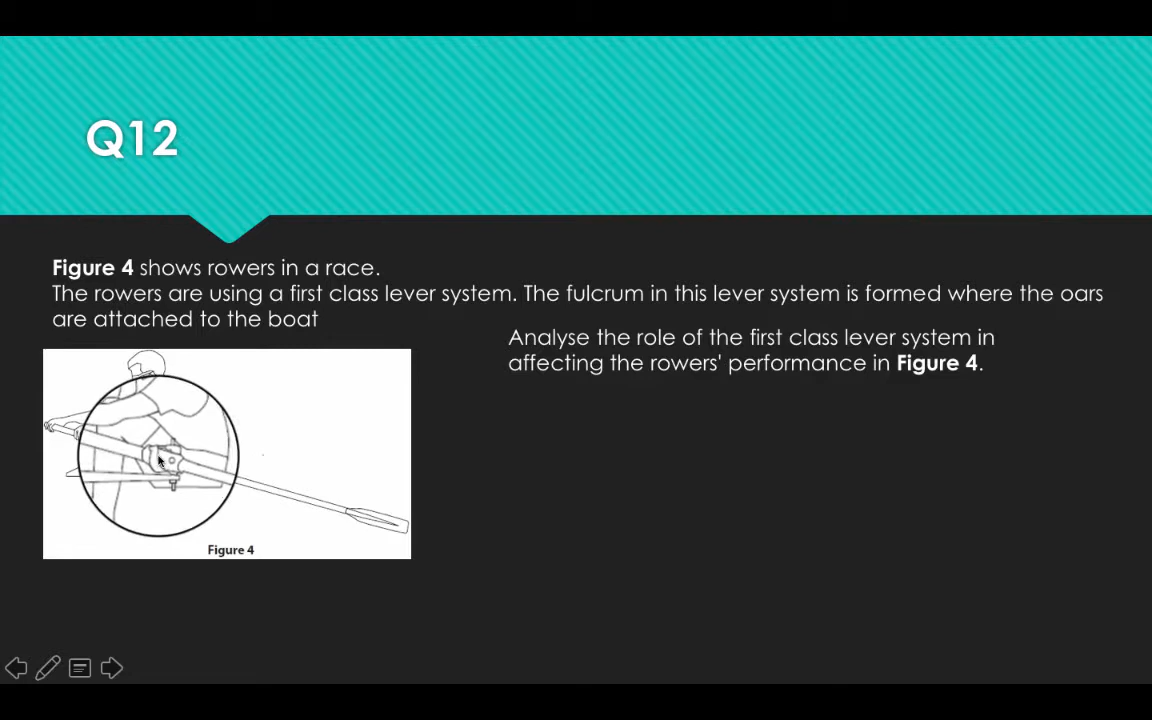 Q12
Figure 4 shows rowers in a race.
The rowers are using a first class lever system. The fulcrum in this lever system is formed where the oars
are attached to the boat
Analyse the role of the first class lever system in
affecting the rowers' performance in Figure 4.
Figure 4